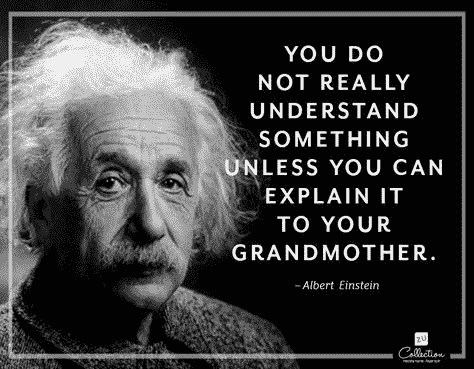 YOU DO
NOT REALLY
UNDERSTAND
SOMETHING
UNLESS YOU CAN
EXPLAIN IT
TO YOUR
GRANDMOTHER.
– Albert Einstein
ZU
Collection